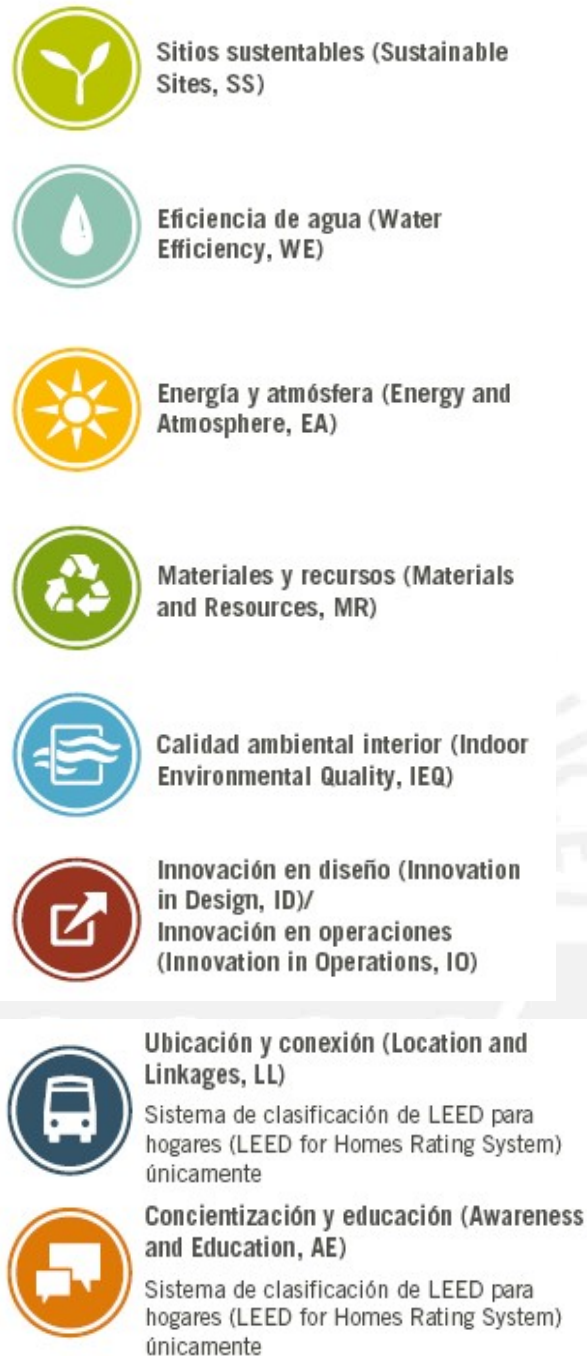 Sitios sustentables (Sustainable
Sites, SS)
Eficiencia de agua (Water
Efficiency, WE)
Energía y atmósfera (Energy and
Atmosphere, EA)
Materiales y recursos (Materials
and Resources, MR)
Calidad ambiental interior (Indoor
Environmental Quality, IEQ)
Innovación en diseño (Innovation
in Design, ID)/
Innovación en operaciones
(Innovation in Operations, IO)
Ubicación y conexión (Location and
Linkages, LL)
Sistema de clasificación de LEED para
hogares (LEED for Homes Rating System)
únicamente
Concientización y educación (Awareness
and Education, AE)
Sistema de clasificación de LEED para
hogares (LEED for Homes Rating System)
únicamente